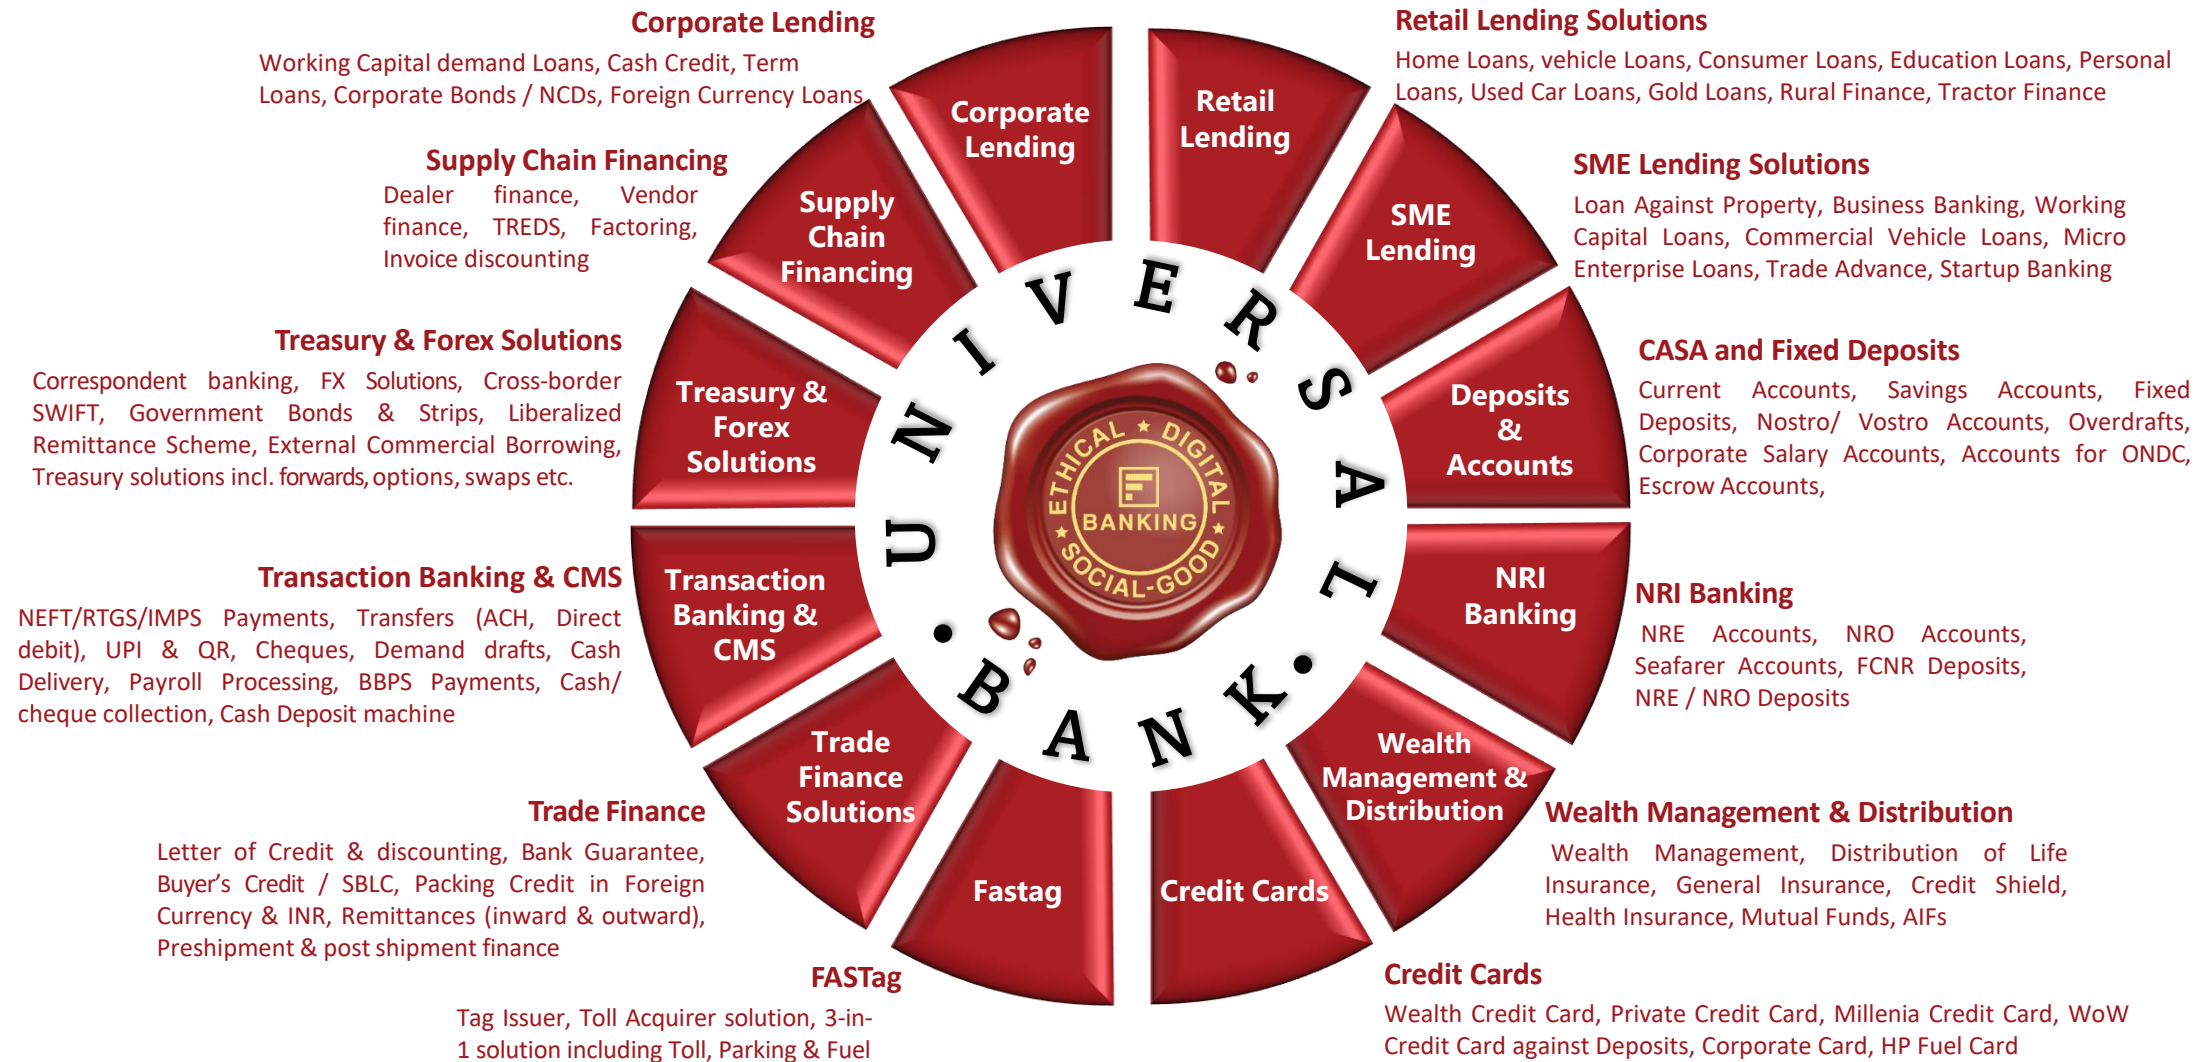 Corporate Lending
Working Capital demand Loans, Cash Credit, Term
Loans, Corporate Bonds / NCDs, Foreign Currency Loans
Supply Chain Financing
Dealer finance, Vendor
finance, TREDS, Factoring,
Invoice discounting
Treasury & Forex Solutions
Correspondent banking, FX Solutions, Cross-border
SWIFT, Government Bonds & Strips, Liberalized
Remittance Scheme, External Commercial Borrowing,
Treasury solutions incl. forwards, options, swaps etc.
Transaction Banking & CMS
NEFT/RTGS/IMPS Payments, Transfers (ACH, Direct
debit), UPI & QR, Cheques, Demand drafts, Cash
Delivery, Payroll Processing, BBPS Payments, Cash/
cheque collection, Cash Deposit machine
Trade Finance
Letter of Credit & discounting, Bank Guarantee,
Buyer's Credit / SBLC, Packing Credit in Foreign
Currency & INR, Remittances (inward & outward),
Preshipment & post shipment finance
FASTag
Tag Issuer, Toll Acquirer solution, 3-in-
1 solution including Toll, Parking & Fuel
Corporate
Lending
Retail
Lending
Supply
Chain
Financing
SME
Lending
Treasury &
Forex
Solutions
Deposits
&
Accounts
Transaction
Banking &
CMS
NRI
Banking
Trade
Finance
Solutions
Wealth
Management &
Distribution
Fastag
Credit Cards
UNIVERSAL
• BANK •
ETHICAL ★ DIGITAL
BANKING
★ SOCIAL-GOOD ★
Retail Lending Solutions
Home Loans, vehicle Loans, Consumer Loans, Education Loans, Personal
Loans, Used Car Loans, Gold Loans, Rural Finance, Tractor Finance
SME Lending Solutions
Loan Against Property, Business Banking, Working
Capital Loans, Commercial Vehicle Loans, Micro
Enterprise Loans, Trade Advance, Startup Banking
CASA and Fixed Deposits
Current Accounts, Savings Accounts, Fixed
Deposits, Nostro/ Vostro Accounts, Overdrafts,
Corporate Salary Accounts, Accounts for ONDC,
Escrow Accounts,
NRI Banking
NRE Accounts, NRO Accounts,
Seafarer Accounts, FCNR Deposits,
NRE / NRO Deposits
Wealth Management & Distribution
Wealth Management, Distribution of Life
Insurance, General Insurance, Credit Shield,
Health Insurance, Mutual Funds, AIFs
Credit Cards
Wealth Credit Card, Private Credit Card, Millenia Credit Card, WoW
Credit Card against Deposits, Corporate Card, HP Fuel Card